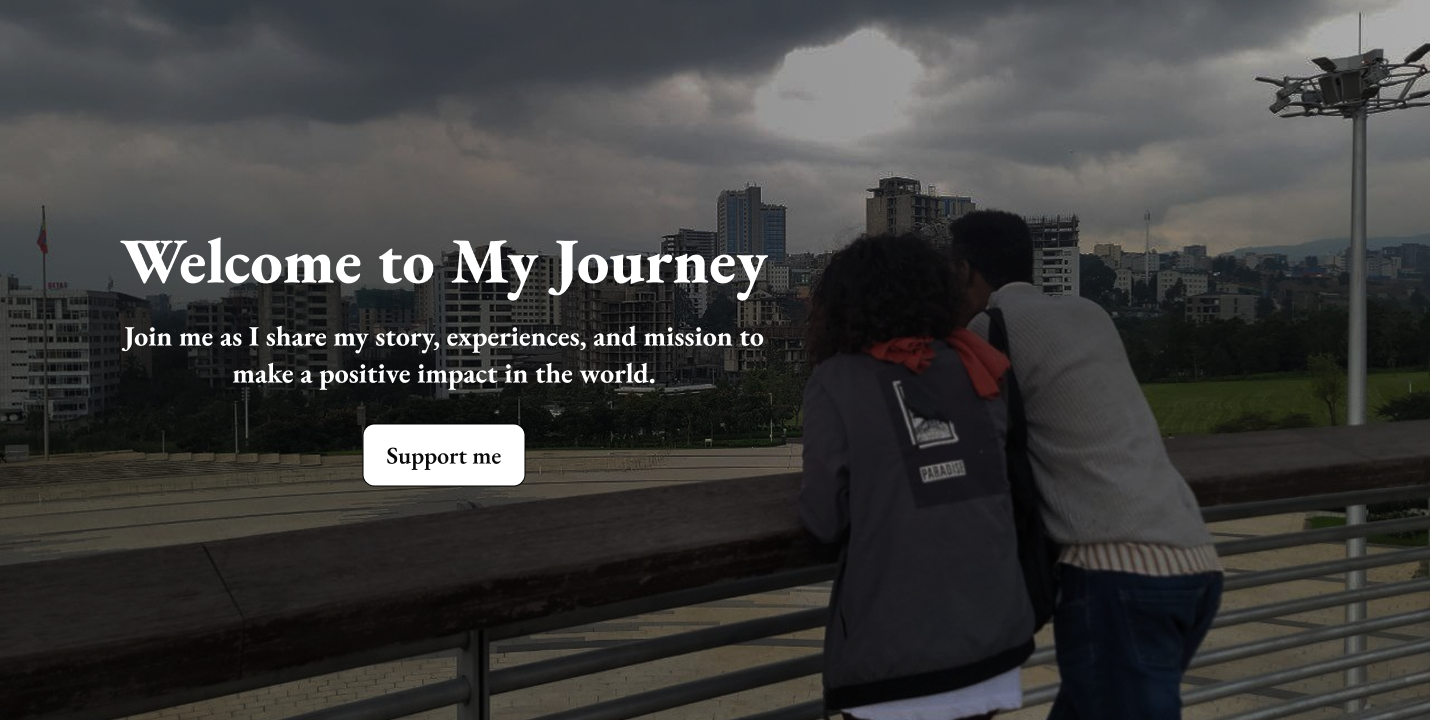 Welcome to My Journey
Join me as I share my story, experiences, and mission to
make a positive impact in the world.
Support me
PARADISE